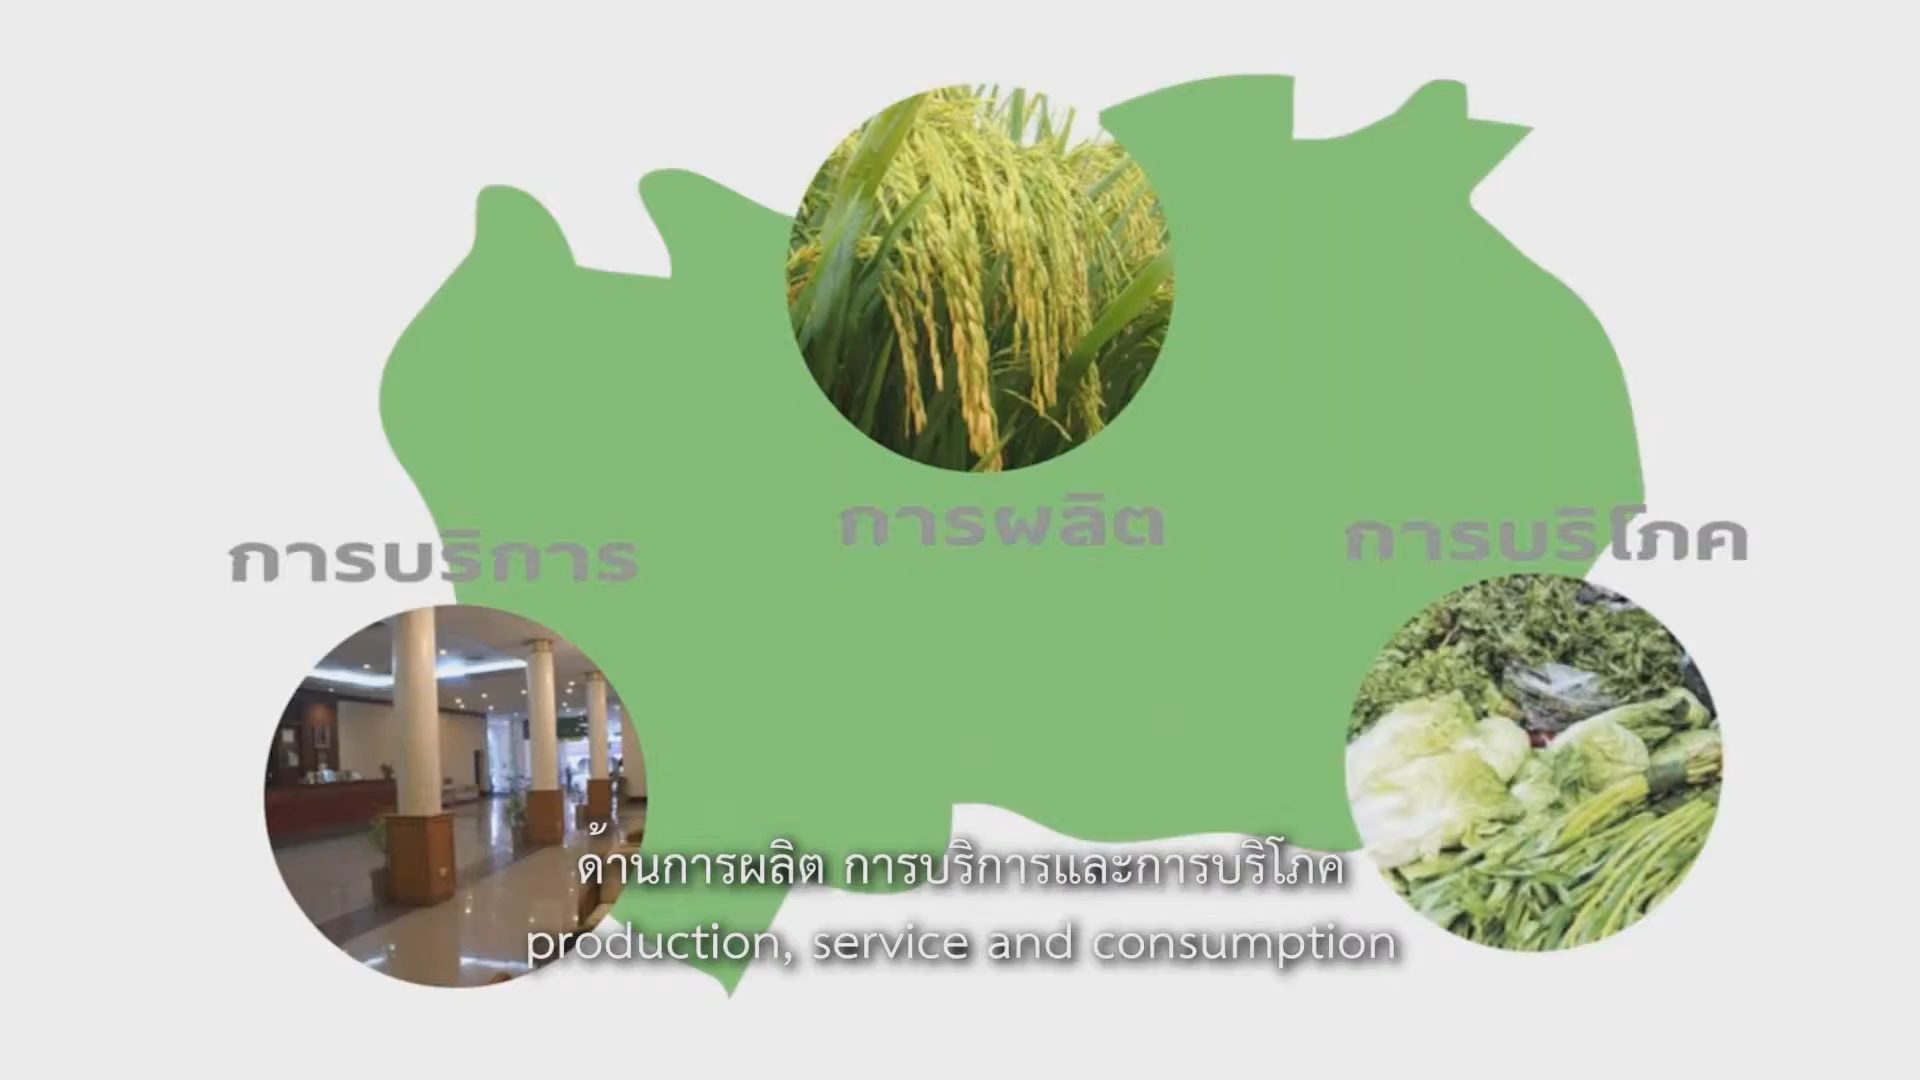 การผลิต
การบริการ
การบริโภค
ด้านการผลิต การบริการและการบริโภค
production, service and consumption